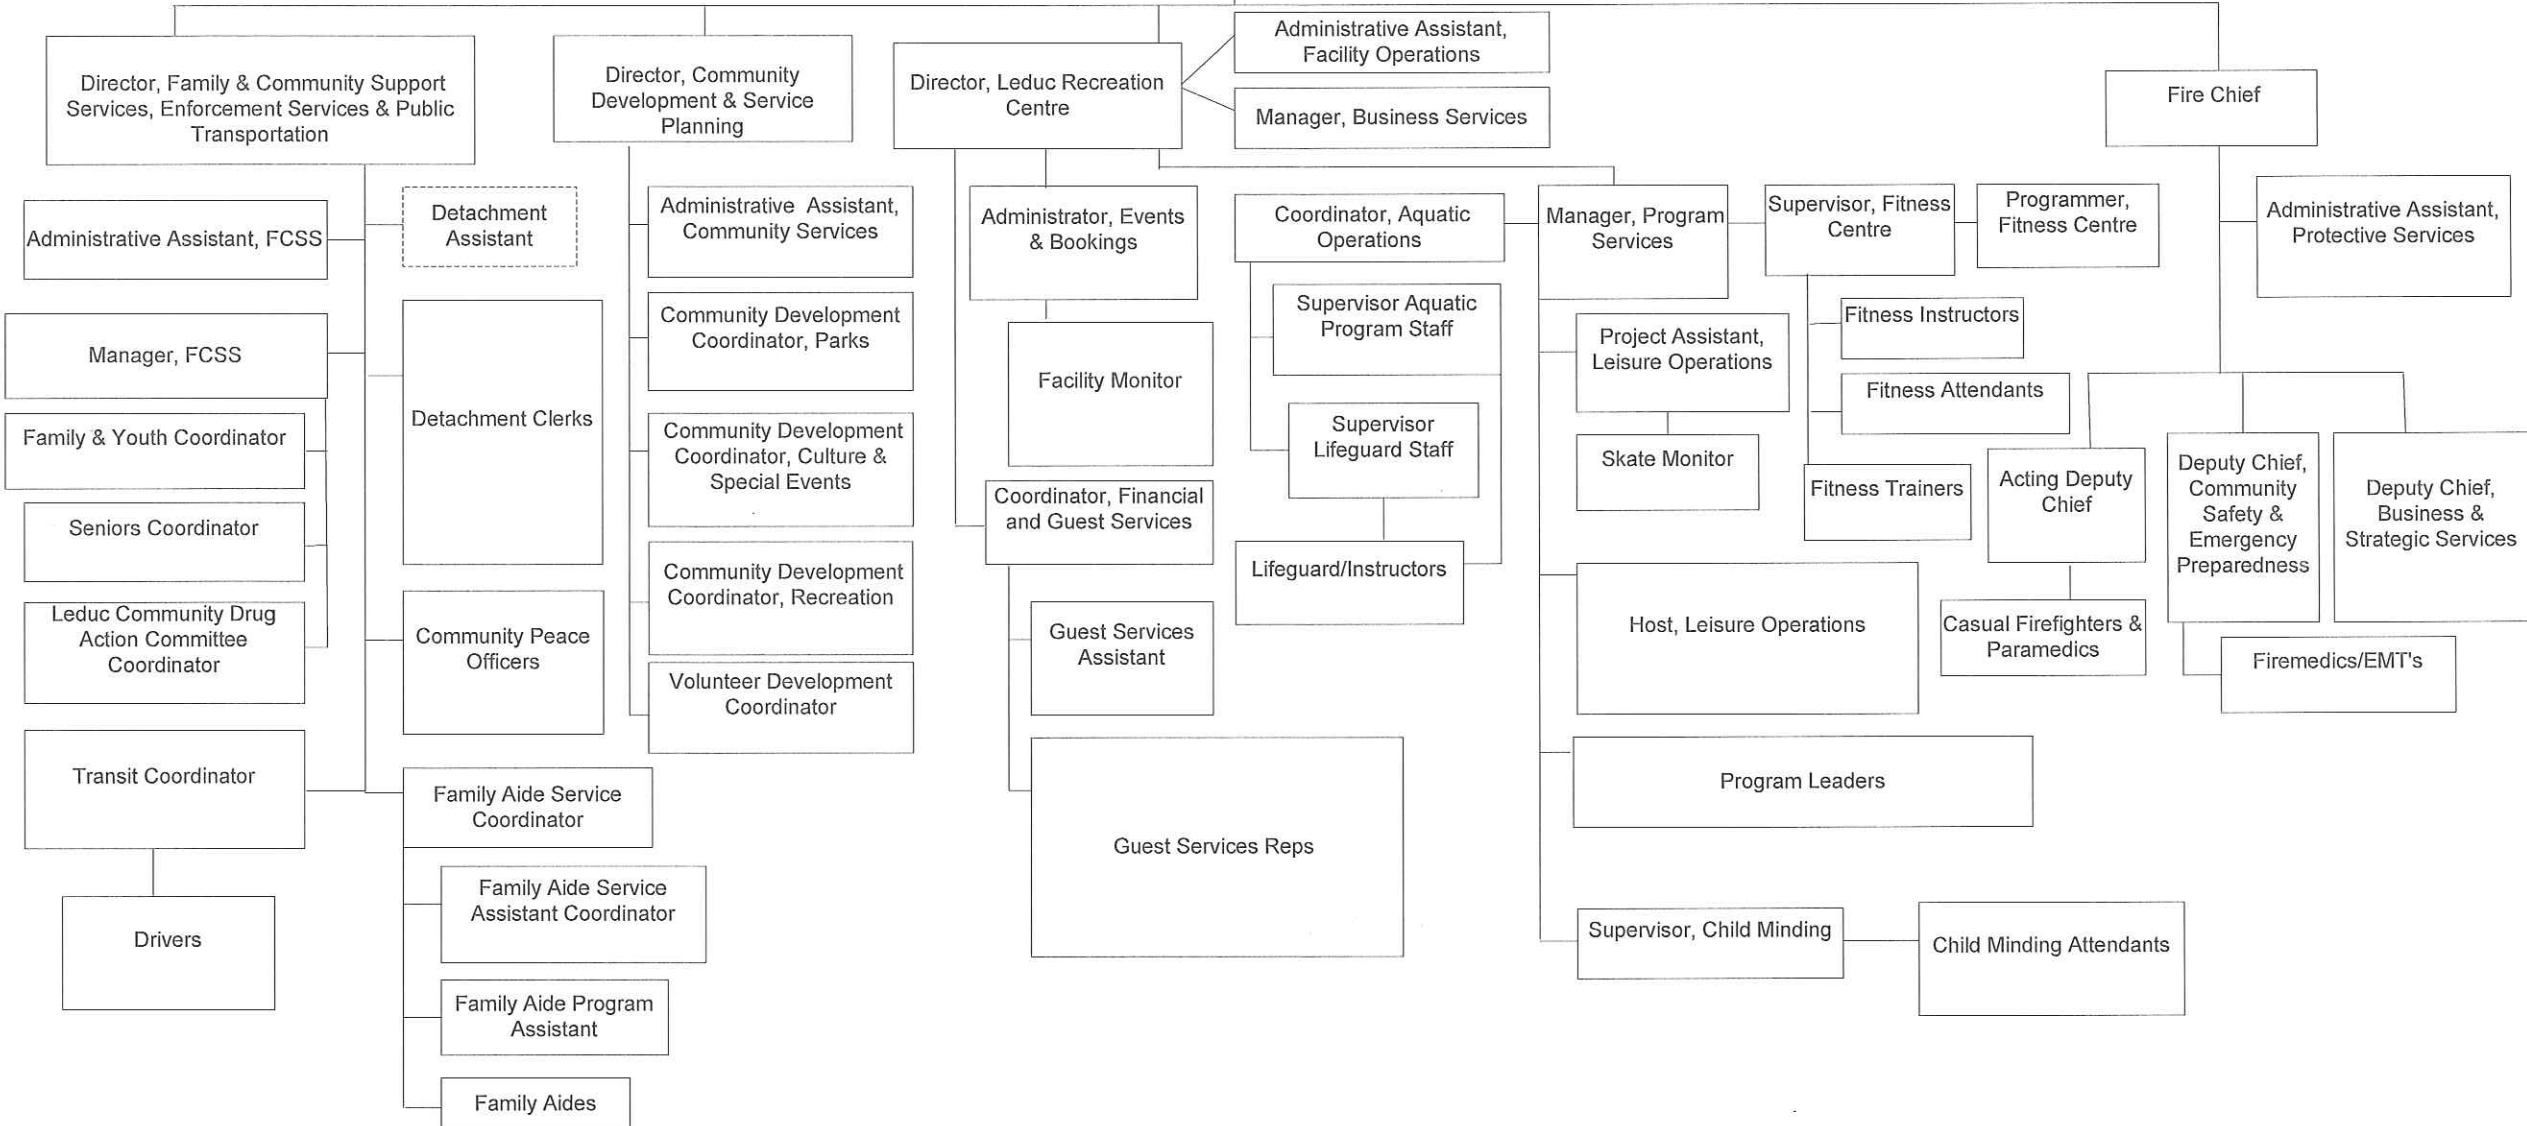 Director, Family & Community Support
Services, Enforcement Services & Public
Transportation
Administrative Assistant, FCSS
Manager, FCSS
Family & Youth Coordinator
Seniors Coordinator
Leduc Community Drug
Action Committee
Coordinator
Transit Coordinator
Drivers
Detachment
Assistant
Detachment Clerks
Community Peace
Officers
Family Aide Service
Coordinator
Family Aide Service
Assistant Coordinator
Family Aide Program
Assistant
Family Aides
Director, Community
Development & Service
Planning
Administrative Assistant,
Community Services
Community Development
Coordinator, Parks
Community Development
Coordinator, Culture &
Special Events
Community Development
Coordinator, Recreation
Volunteer Development
Coordinator
Director, Leduc Recreation
Centre
Administrative Assistant,
Facility Operations
Manager, Business Services
Administrator, Events
& Bookings
Facility Monitor
Coordinator, Financial
and Guest Services
Guest Services
Assistant
Guest Services Reps
Coordinator, Aquatic
Operations
Supervisor Aquatic
Program Staff
Supervisor
Lifeguard Staff
Lifeguard/Instructors
Manager, Program
Services
Project Assistant,
Leisure Operations
Skate Monitor
Host, Leisure Operations
Program Leaders
Supervisor, Child Minding
Child Minding Attendants
Supervisor, Fitness
Centre
Programmer,
Fitness Centre
Fitness Instructors
Fitness Attendants
Fitness Trainers
Fire Chief
Administrative Assistant,
Protective Services
Acting Deputy
Chief
Casual Firefighters &
Paramedics
Deputy Chief,
Community
Safety &
Emergency
Preparedness
Firemedics/EMT's
Deputy Chief,
Business &
Strategic Services